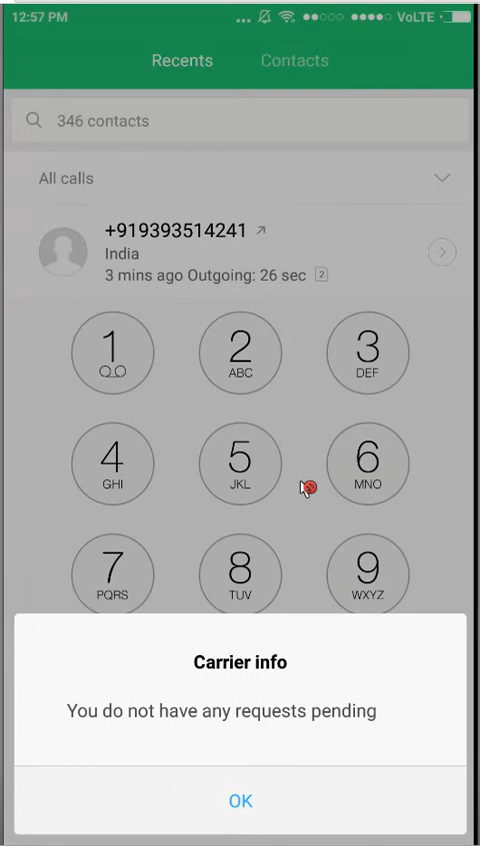 12:57 PM ... VoLTE
Recents Contacts
346 contacts
All calls
+919393514241
India
3 mins ago Outgoing: 26 sec 2
1 2 3
ABC DEF
4 5 6
GHI JKL MNO
7 8 9
PQRS TUV WXYZ
Carrier info
You do not have any requests pending
OK